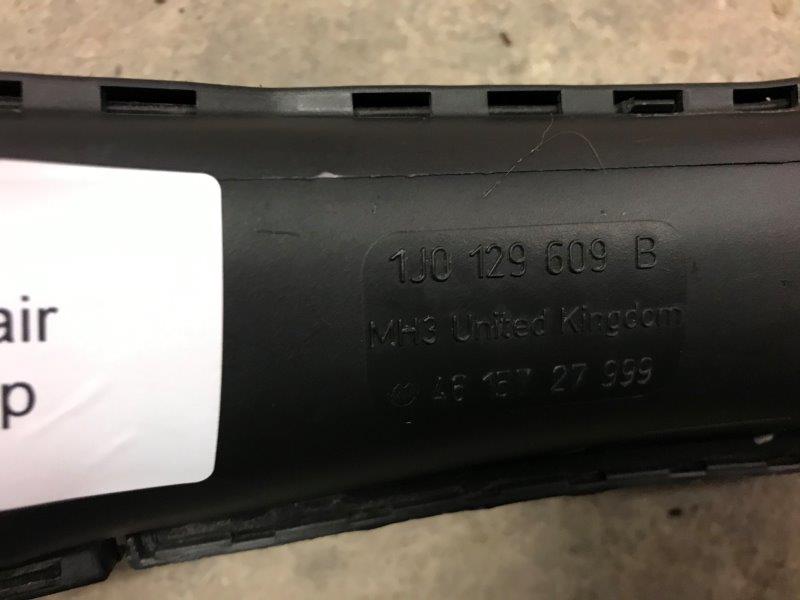 air
p
1J0 129 609 B
MH3 United Kingdom
46 157 27 999